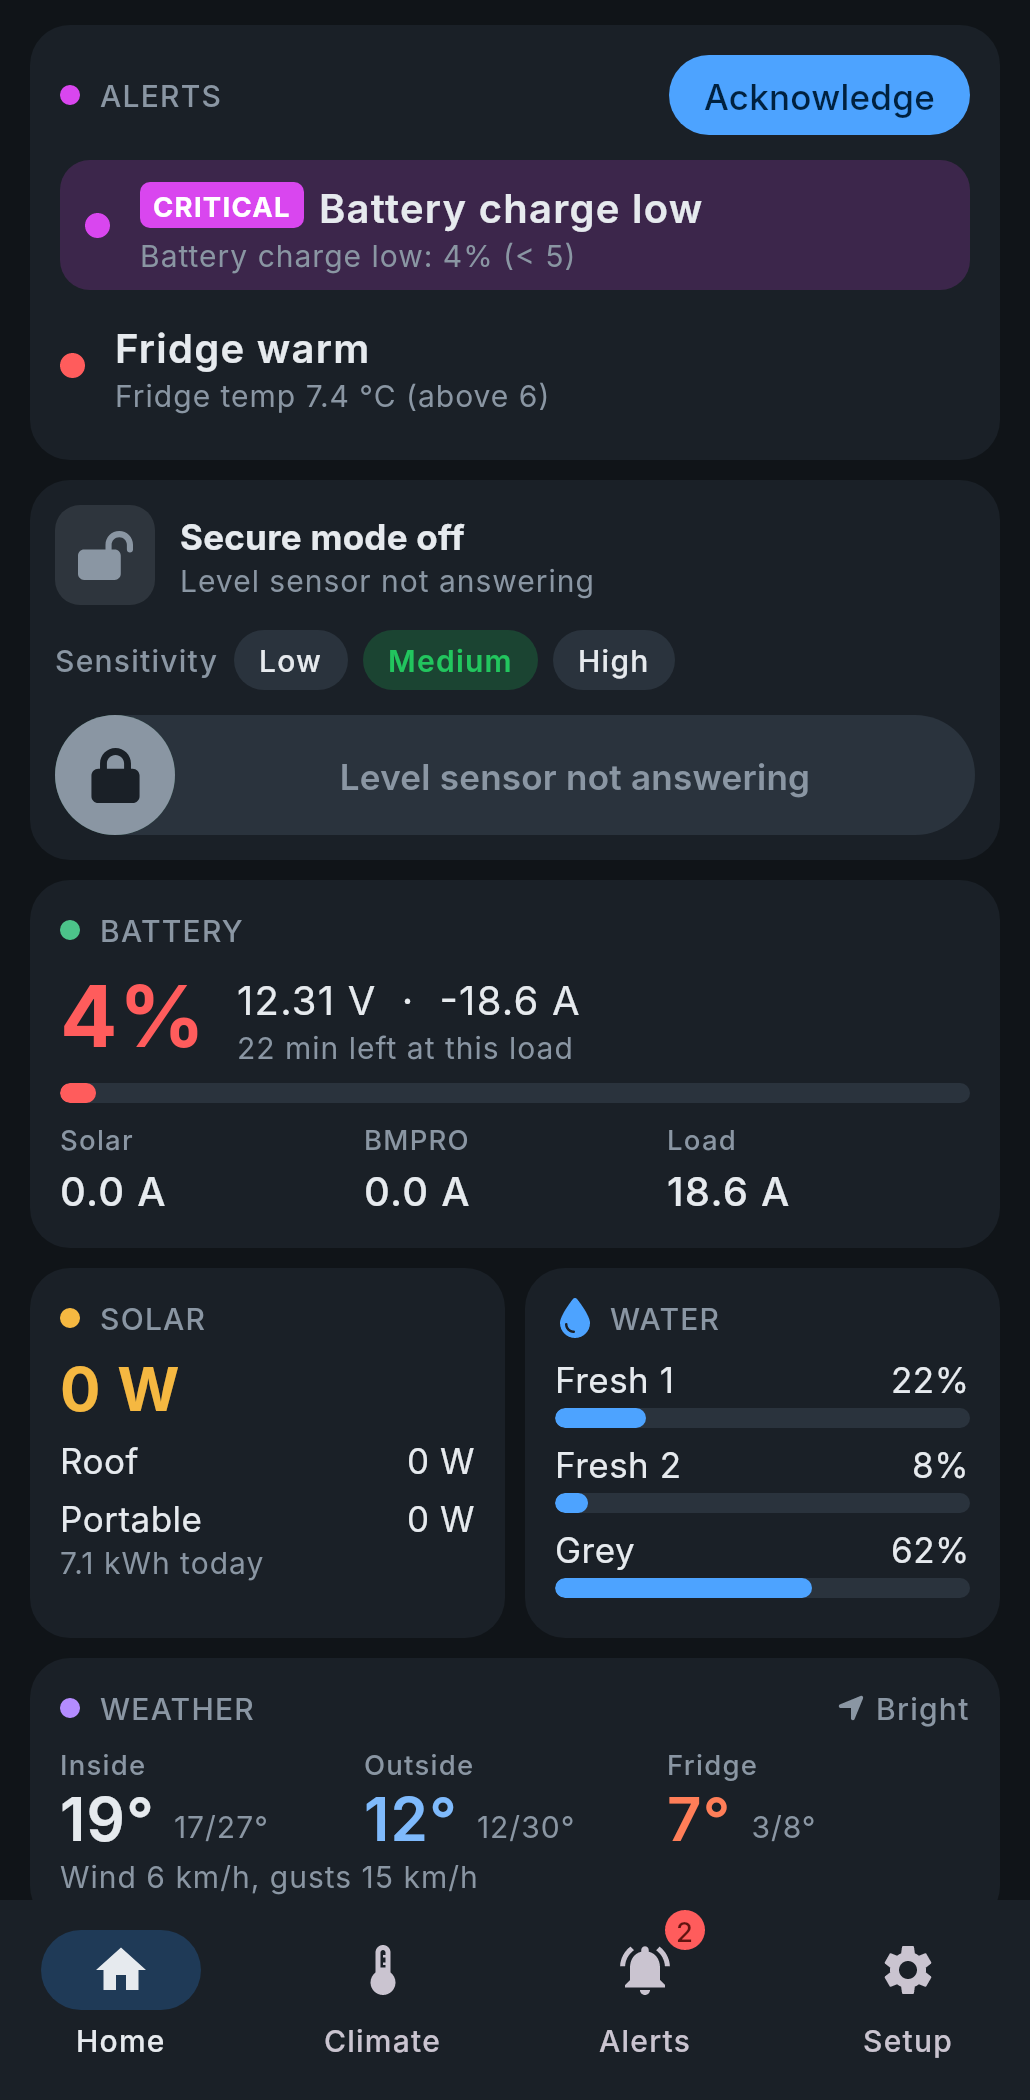 ALERTS
Acknowledge
CRITICAL Battery charge low
Battery charge low: 4% (< 5)
Fridge warm
Fridge temp 7.4 °C (above 6)
Secure mode off
Level sensor not answering
Sensitivity Low Medium High
Level sensor not answering
BATTERY
4% 12.31 V · -18.6 A
22 min left at this load
Solar BMPRO Load
0.0 A 0.0 A 18.6 A
SOLAR
0 W
Roof 0 W
Portable 0 W
7.1 kWh today
WATER
Fresh 1 22%
Fresh 2 8%
Grey 62%
WEATHER Bright
Inside Outside Fridge
19° 17/27° 12° 12/30° 7° 3/8°
Wind 6 km/h, gusts 15 km/h
2
Home Climate Alerts Setup